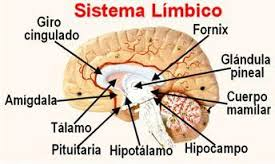 Sistema Límbico
Giro
cingulado
Fornix
Glándula
pineal
Amígdala
Cuerpo
mamilar
Tálamo
Pituitaria
Hipotálamo
Hipocampo